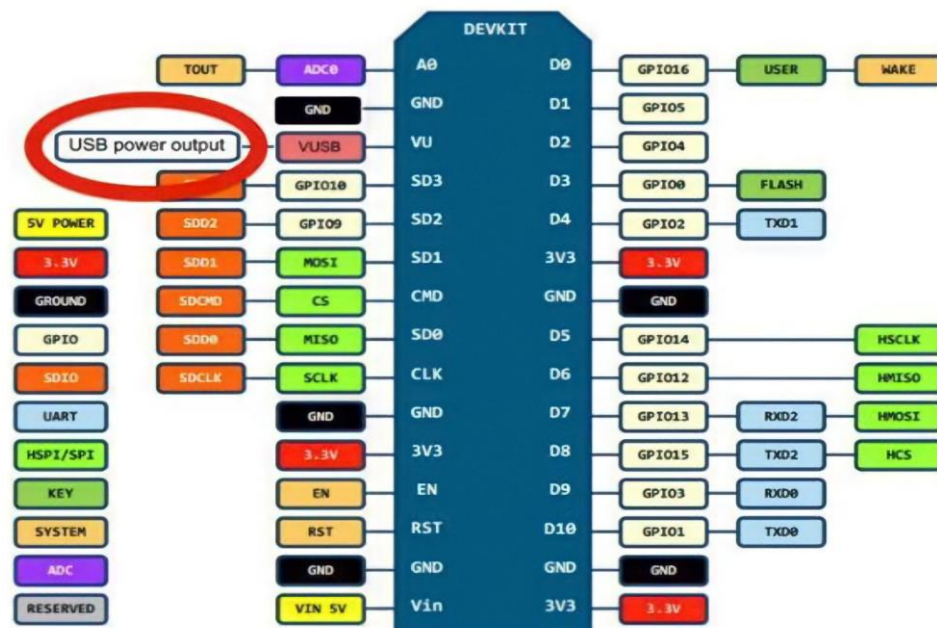 DEVKIT
TOUT ADC0 A0 D0 GPIO16 USER WAKE
GND GND D1 GPIO5
USB power output VUSB VU D2 GPIO4
GPIO10 SD3 D3 GPIO0 FLASH
5V POWER SDD2 GPIO9 SD2 D4 GPIO2 TXD1
3.3V SDD1 MOSI SD1 3V3 3.3V
GROUND SDCMD CS CMD GND GND
GPIO SDD0 MISO SD0 D5 GPIO14 HSCLK
SDIO SDCLK SCLK CLK D6 GPIO12 HMISO
UART GND GND D7 GPIO13 RXD2 HMOSI
HSPI/SPI 3.3V 3V3 D8 GPIO15 TXD2 HCS
KEY EN EN D9 GPIO3 RXD0
SYSTEM RST RST D10 GPIO1 TXD0
ADC GND GND GND GND
RESERVED VIN 5V Vin 3V3 3.3V